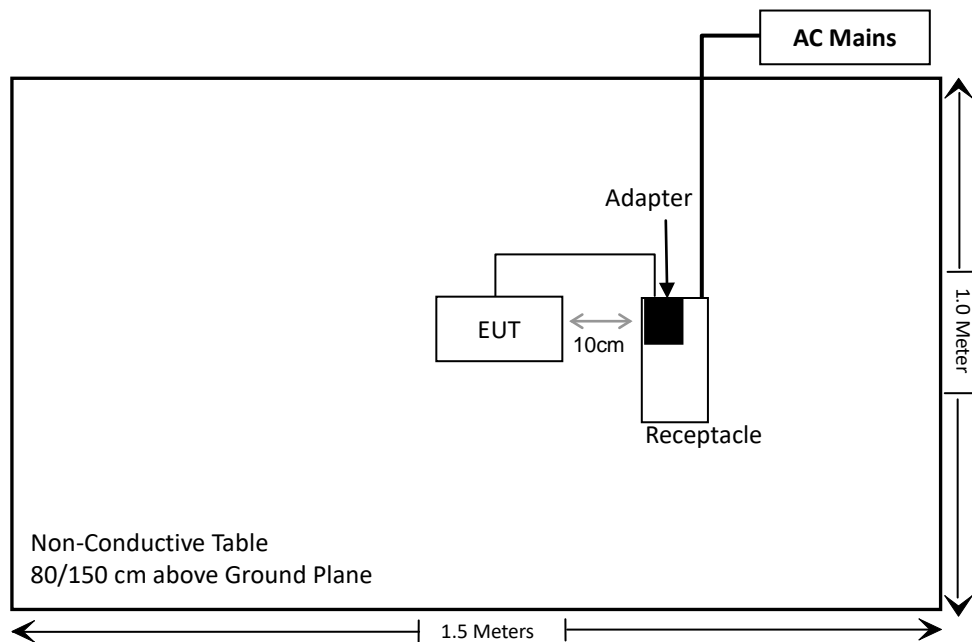 AC Mains
Adapter
EUT
10cm
Receptacle
1.0 Meter
Non-Conductive Table
80/150 cm above Ground Plane
1.5 Meters